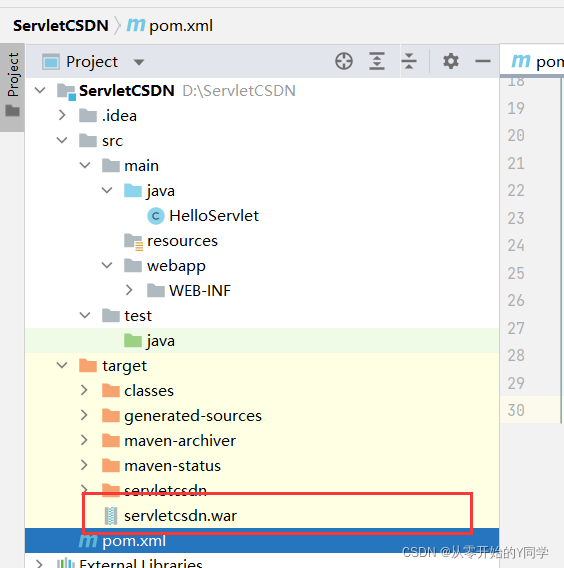 ServletCSDN pom.xml
Project
Project
pom
ServletCSDN D:\ServletCSDN
.idea
src
main
java
HelloServlet
resources
webapp
WEB-INF
test
java
target
classes
generated-sources
maven-archiver
maven-status
servletcsdn
servletcsdn.war
pom.xml
External Libraries
18
19
20
21
22
23
24
25
26
27
28
29
30
CSDN @从零开始的Y同学